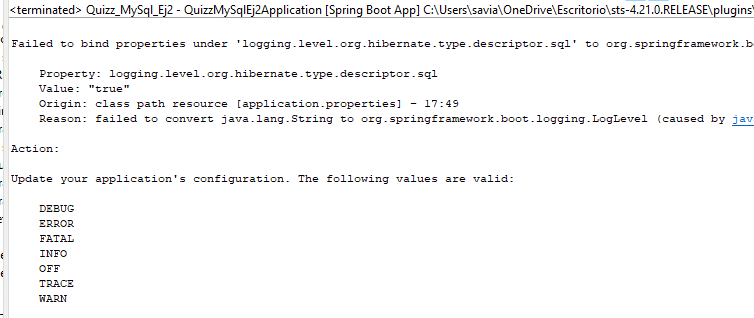 <terminated> Quizz_MySql_Ej2 - QuizzMySqlEj2Application [Spring Boot App] C:\Users\savia\OneDrive\Escritorio\sts-4.21.0.RELEASE\plugins\
Failed to bind properties under 'logging.level.org.hibernate.type.descriptor.sql' to org.springframework.b
Property: logging.level.org.hibernate.type.descriptor.sql
Value: "true"
Origin: class path resource [application.properties] - 17:49
Reason: failed to convert java.lang.String to org.springframework.boot.logging.LogLevel (caused by jav
Action:
Update your application's configuration. The following values are valid:
DEBUG
ERROR
FATAL
INFO
OFF
TRACE
WARN